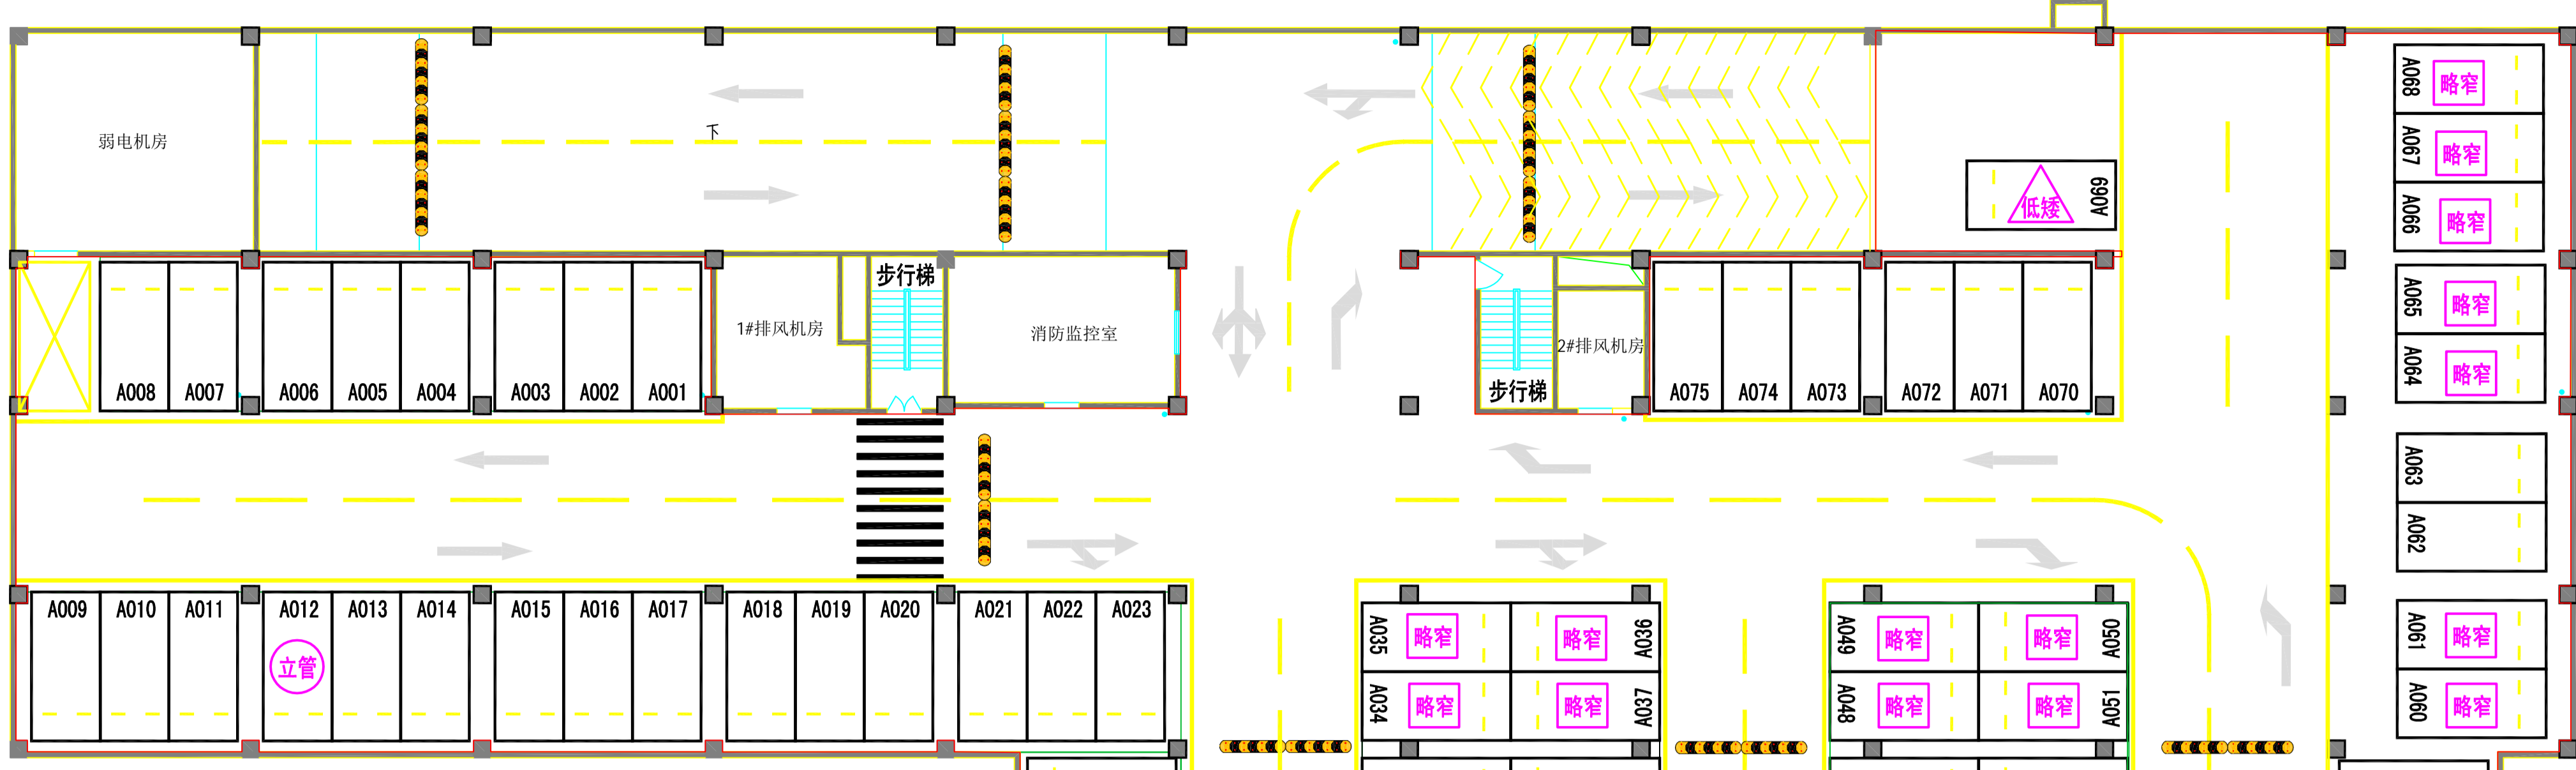 弱电机房
下
A068 略窄
A067 略窄
A066 略窄
低矮 A069
A065 略窄
A064 略窄
步行梯
1#排风机房
消防监控室
2#排风机房
步行梯
A008 A007 A006 A005 A004 A003 A002 A001
A075 A074 A073 A072 A071 A070
A063
A062
A009 A010 A011 A012 A013 A014 A015 A016 A017 A018 A019 A020 A021 A022 A023
立管
A035 略窄 略窄 A036
A034 略窄 略窄 A037
A049 略窄 略窄 A050
A048 略窄 略窄 A051
A061 略窄
A060 略窄